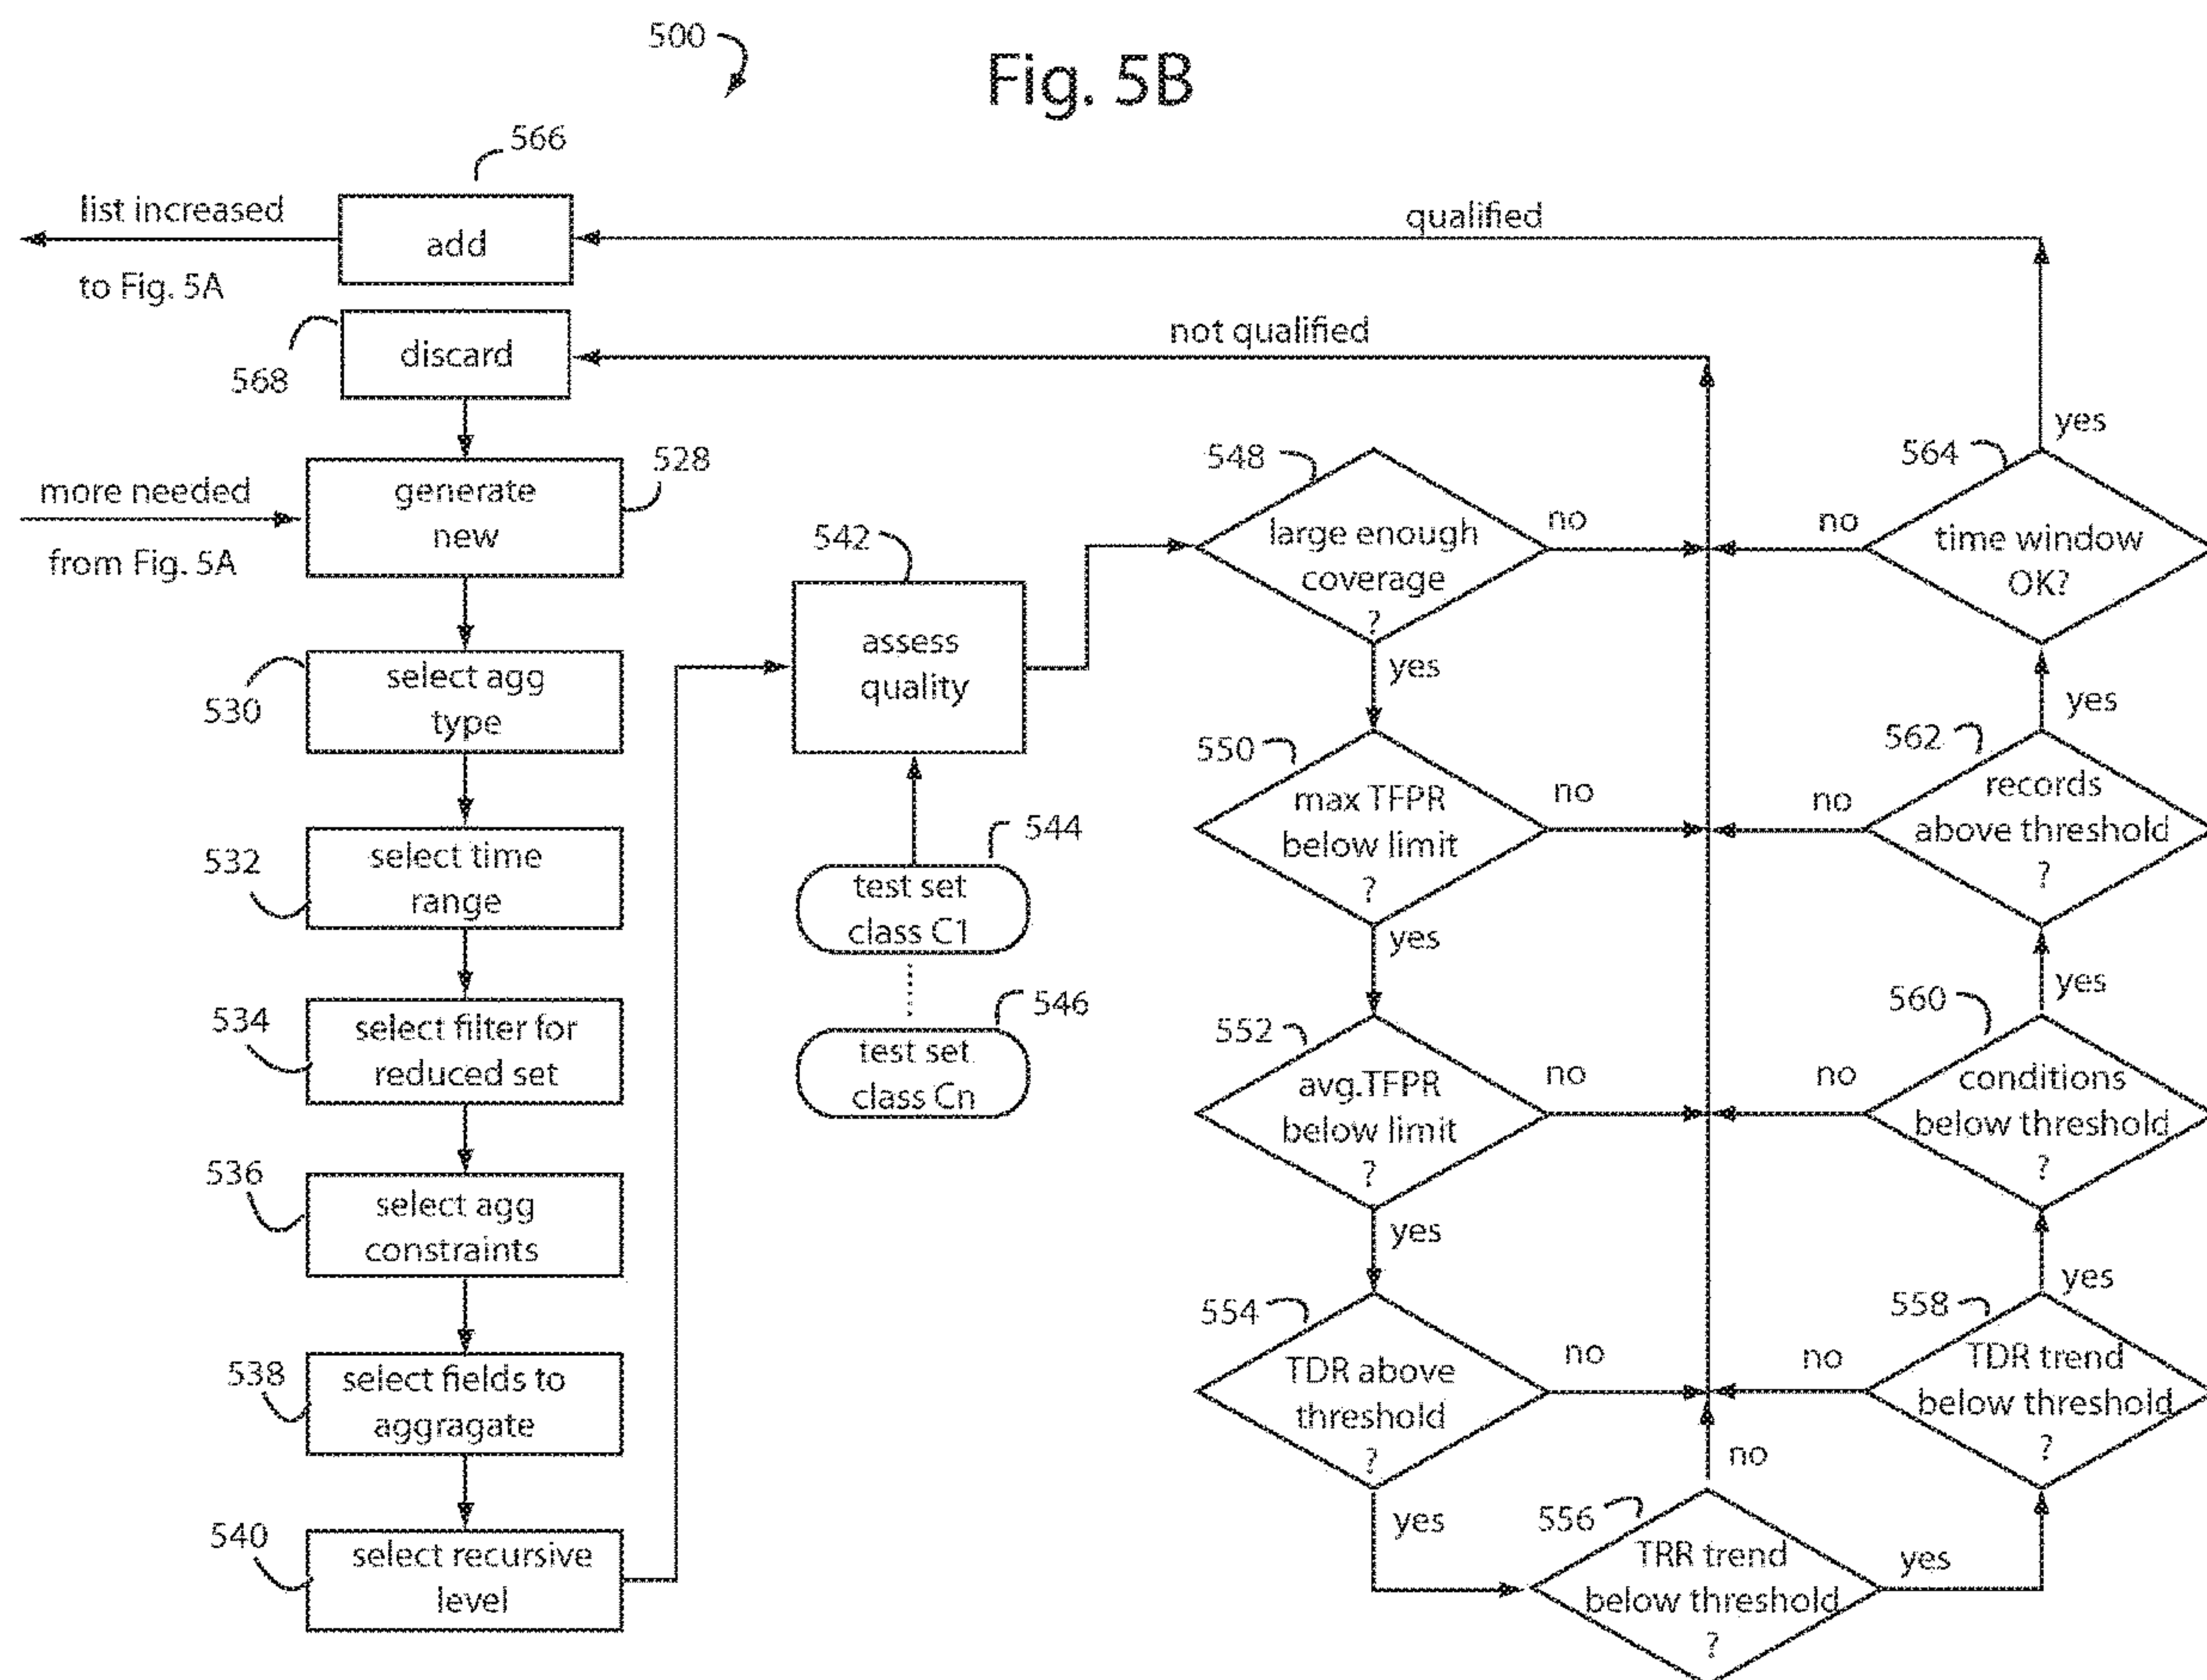 500
Fig. 5B
566
list increased
add
qualified
to Fig. 5A
568
discard
not qualified
more needed
from Fig. 5A
generate
new
528
select agg
type
530
532
select time
range
534
select filter for
reduced set
536
select agg
constraints
538
select fields to
aggragate
540
select recursive
level
542
assess
quality
544
test set
class C1
546
test set
class Cn
548
large enough
coverage
?
no
yes
550
max TFPR
below limit
?
no
yes
552
avg.TFPR
below limit
?
no
yes
554
TDR above
threshold
?
no
yes
556
TRR trend
below threshold
?
no
yes
558
TDR trend
below threshold
?
no
yes
560
conditions
below threshold
?
no
yes
562
records
above threshold
?
no
yes
564
time window
OK?
no
yes